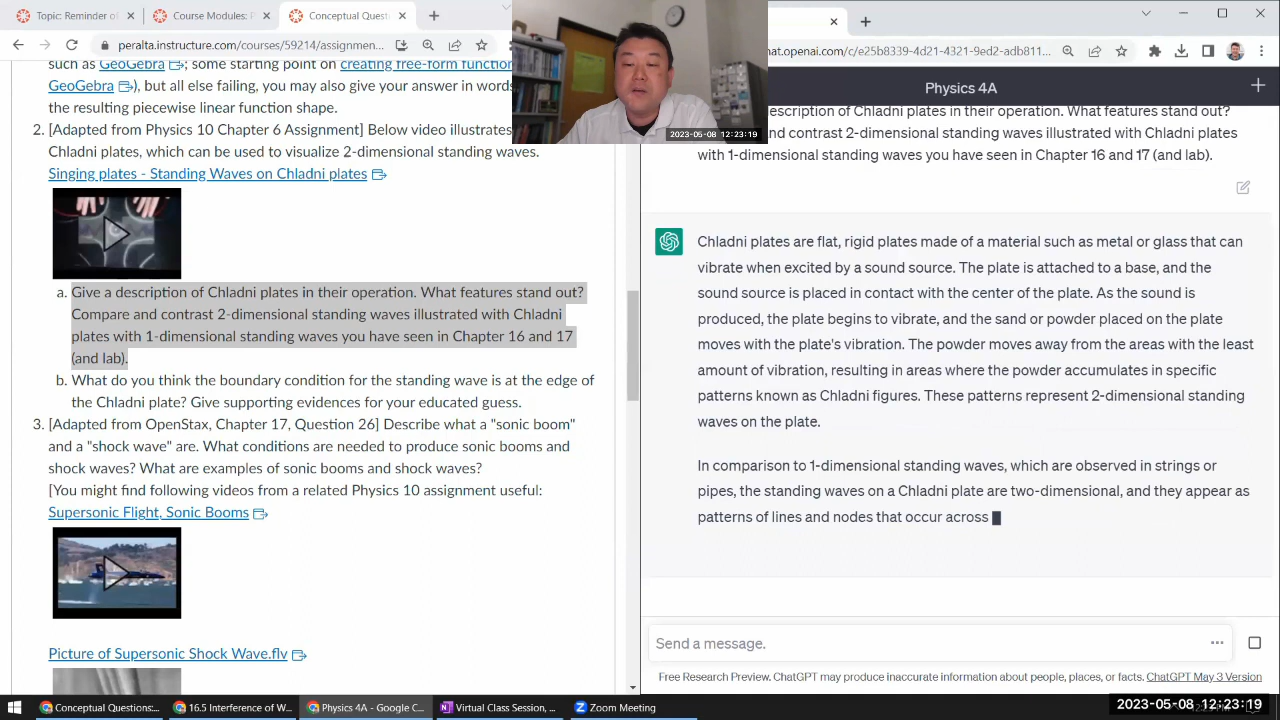 Topic: Review: R
Course Modules: P
Conceptual Quest
peralta.instructure.com/courses/59214/assignmen
such as GeoGebra ; some starting point on creating free-form function
GeoGebra ), but all else failing, you may also give your answer in words
the resulting piecewise linear function shape.
2. [Adapted from Physics 10 Chapter 6 Assignment] Below video illustrates
Chladni plates, which can be used to visualize 2-dimensional standing waves.
Singing plates - Standing Waves on Chladni plates
a. Give a description of Chladni plates in their operation. What features stand out?
Compare and contrast 2-dimensional standing waves illustrated with Chladni
plates with 1-dimensional standing waves you have seen in Chapter 16 and 17
(and lab).
b. What do you think the boundary condition for the standing wave is at the edge of
the Chladni plate? Give supporting evidences for your educated guess.
3. [Adapted from OpenStax, Chapter 17, Question 26] Describe what a "sonic boom"
and a "shock wave" are. What conditions are needed to produce sonic booms and
shock waves? What are examples of sonic booms and shock waves?
[You might find following videos from a related Physics 10 assignment useful:
Supersonic Flight, Sonic Booms
Picture of Supersonic Shock Wave.flv
2023-05-08 12:23:19
hat.openai.com/c/e25b8339-4d21-4321-9ed2-adb811...
Physics 4A
escription of Chladni plates in their operation. What features stand out?
and contrast 2-dimensional standing waves illustrated with Chladni plates
with 1-dimensional standing waves you have seen in Chapter 16 and 17 (and lab).
Chladni plates are flat, rigid plates made of a material such as metal or glass that can
vibrate when excited by a sound source. The plate is attached to a base, and the
sound source is placed in contact with the center of the plate. As the sound is
produced, the plate begins to vibrate, and the sand or powder placed on the plate
moves with the plate's vibration. The powder moves away from the areas with the least
amount of vibration, resulting in areas where the powder accumulates in specific
patterns known as Chladni figures. These patterns represent 2-dimensional standing
waves on the plate.
In comparison to 1-dimensional standing waves, which are observed in strings or
pipes, the standing waves on a Chladni plate are two-dimensional, and they appear as
patterns of lines and nodes that occur across
Send a message.
Free Research Preview. ChatGPT may produce inaccurate information about people, places, or facts. ChatGPT May 3 Version
Conceptual Questions:...
16.5 Interference of W...
Physics 4A - Google C...
Virtual Class Session, ...
Zoom Meeting
2023-05-08 12:23:19